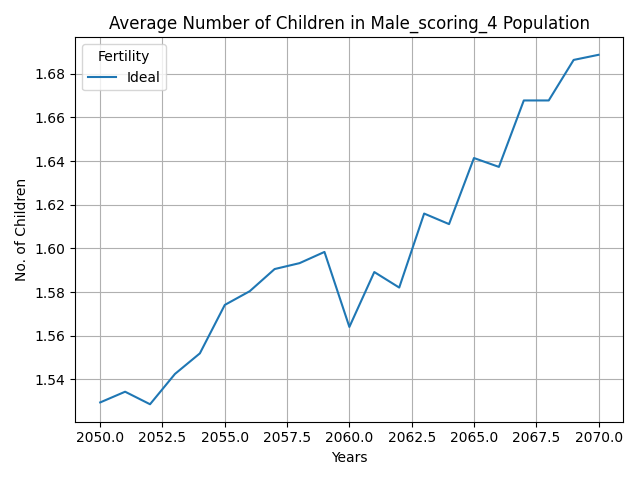 Average Number of Children in Male_scoring_4 Population
Fertility
Ideal
No. of Children
1.68
1.66
1.64
1.62
1.60
1.58
1.56
1.54
2050.0 2052.5 2055.0 2057.5 2060.0 2062.5 2065.0 2067.5 2070.0
Years